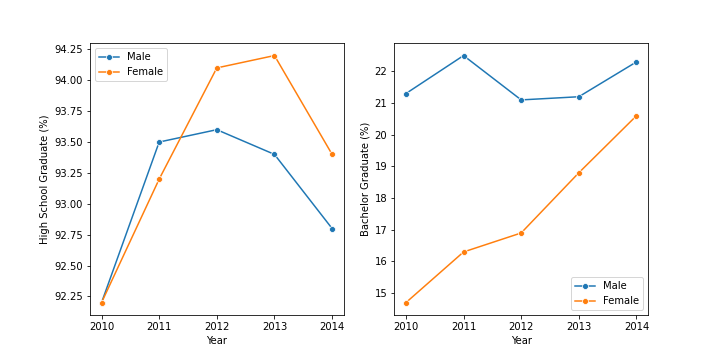 94.25
94.00
93.75
93.50
93.25
93.00
92.75
92.50
92.25
High School Graduate (%)
Male
Female
2010 2011 2012 2013 2014
Year
22
21
20
19
18
17
16
15
Bachelor Graduate (%)
Male
Female
2010 2011 2012 2013 2014
Year